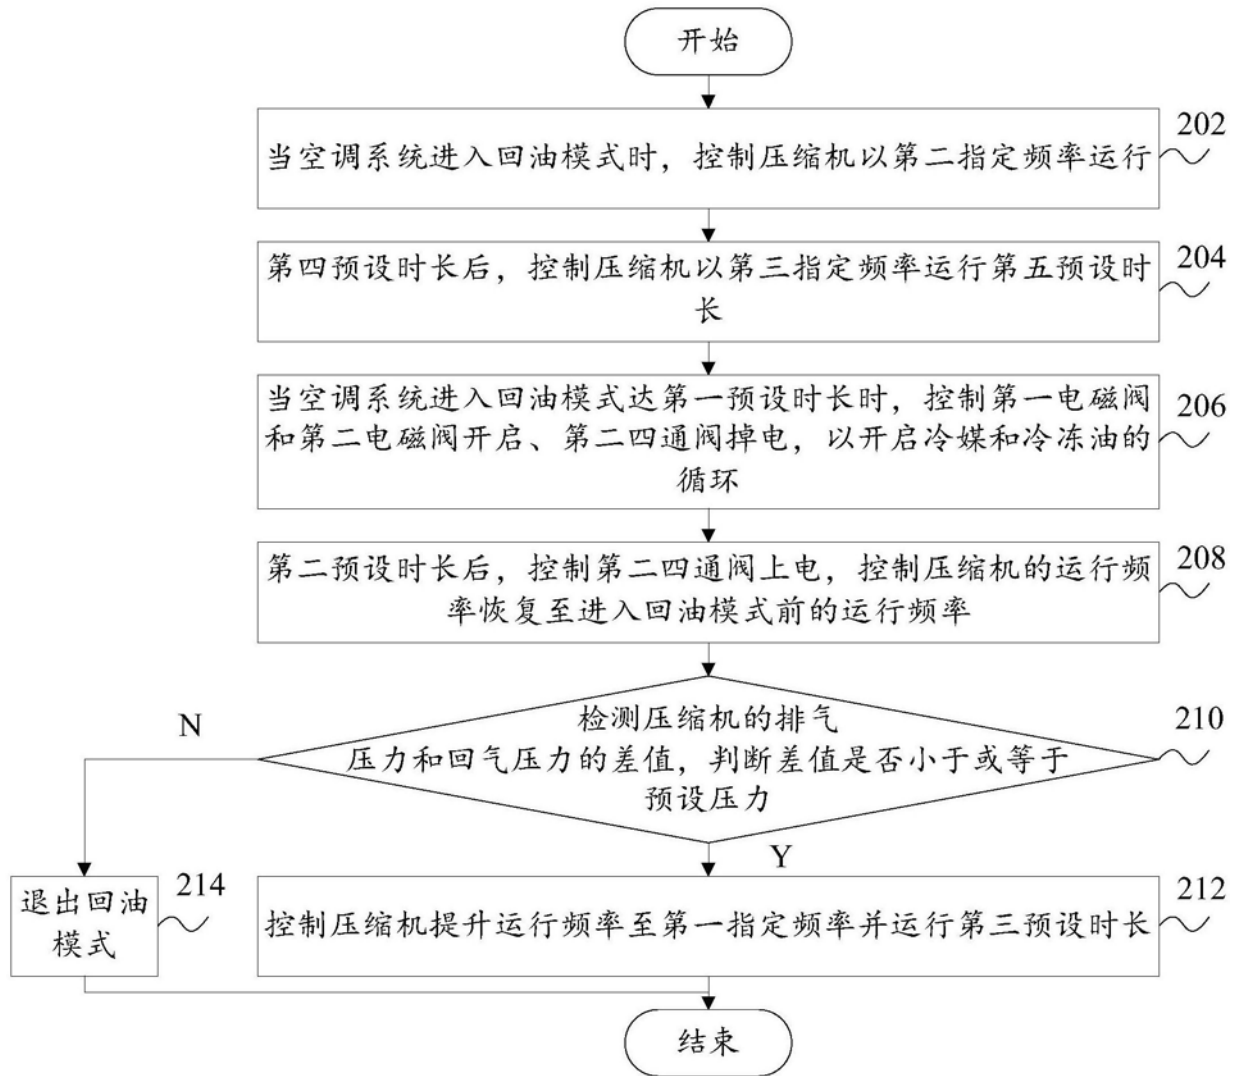 开始
当空调系统进入回油模式时，控制压缩机以第二指定频率运行
202
第四预设时长后，控制压缩机以第三指定频率运行第五预设时
长
204
当空调系统进入回油模式达第一预设时长时，控制第一电磁阀
和第二电磁阀开启、第二四通阀掉电，以开启冷媒和冷冻油的
循环
206
第二预设时长后，控制第二四通阀上电，控制压缩机的运行频
率恢复至进入回油模式前的运行频率
208
检测压缩机的排气
压力和回气压力的差值，判断差值是否小于或等于
预设压力
210
N
Y
退出回油
模式
214
控制压缩机提升运行频率至第一指定频率并运行第三预设时长
212
结束